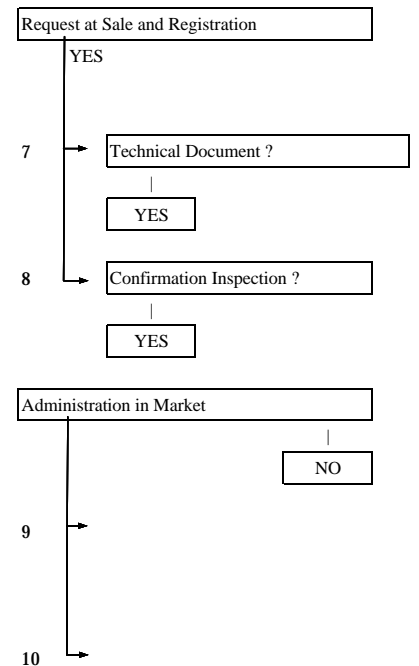 Request at Sale and Registration
YES
7 Technical Document ?
YES
8 Confirmation Inspection ?
YES
Administration in Market
NO
9
10